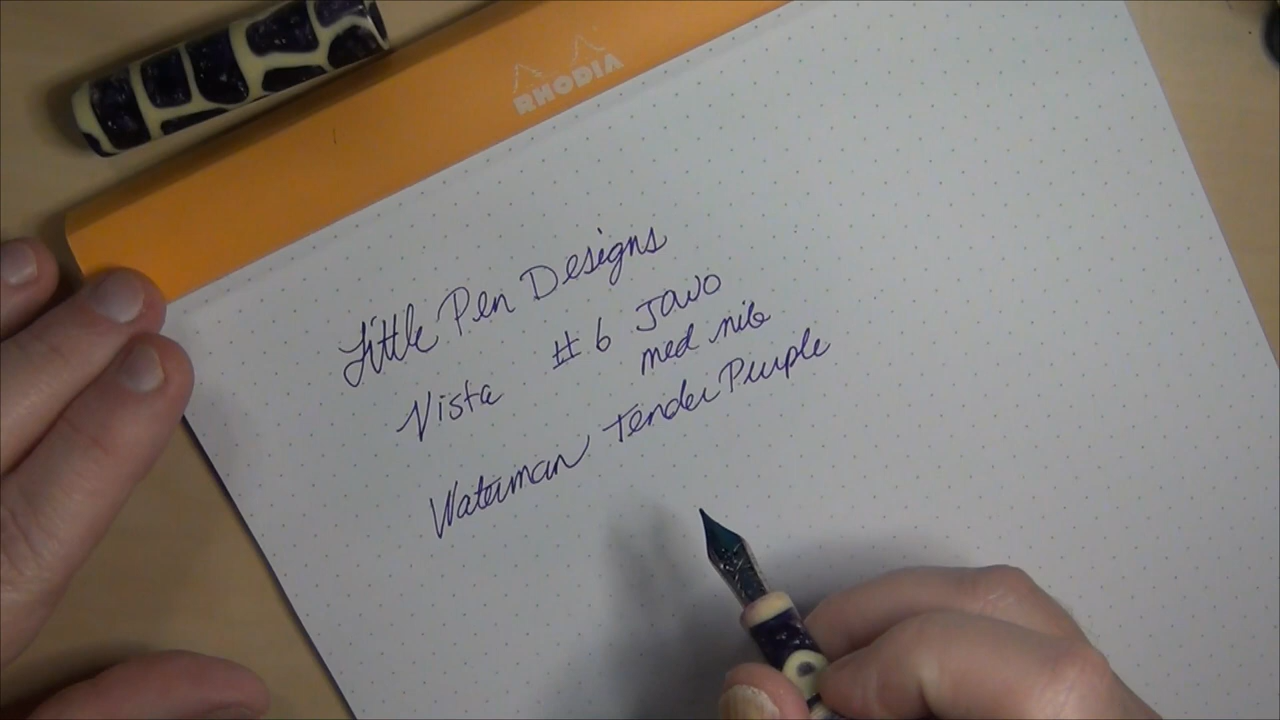 RHODIA
Little Pen Designs
Vista #6 JOWO
med nib
Waterman Tender Purple